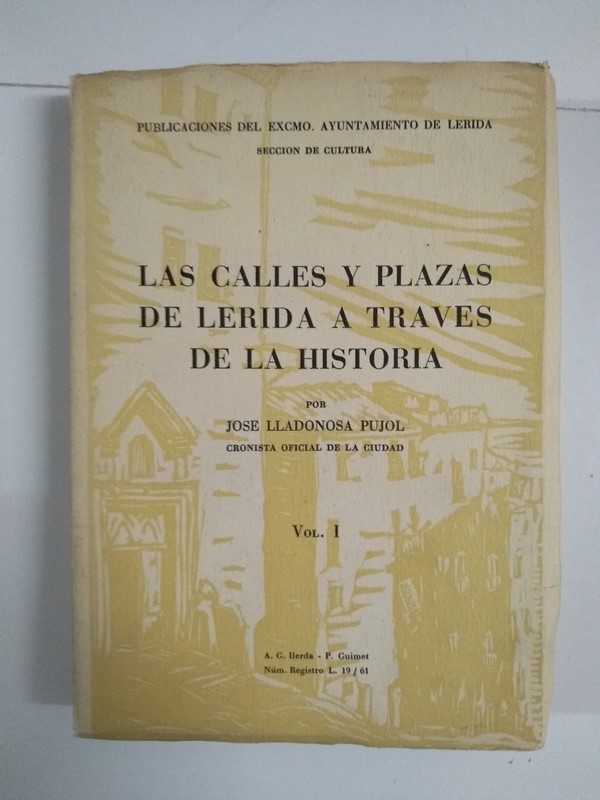 PUBLICACIONES DEL EXCMO. AYUNTAMIENTO DE LERIDA
SECCION DE CULTURA
LAS CALLES Y PLAZAS
DE LERIDA A TRAVES
DE LA HISTORIA
POR
JOSE LLADONOSA PUJOL
CRONISTA OFICIAL DE LA CIUDAD
VOL. I
A. G. Ilerda - P. Guimet
Núm. Registro L. 19 / 61